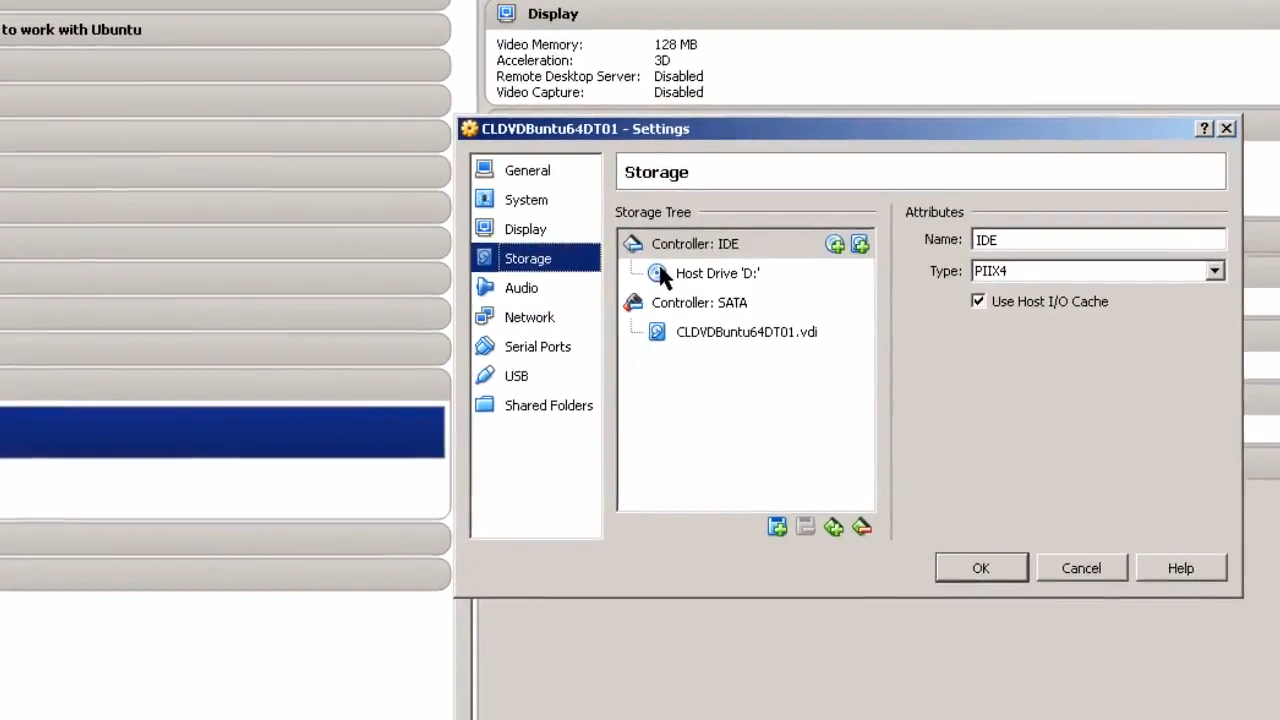 to work with Ubuntu
Display
Video Memory: 128 MB
Acceleration: 3D
Remote Desktop Server: Disabled
Video Capture: Disabled
CLDVDBuntu64DT01 - Settings
General
System
Display
Storage
Audio
Network
Serial Ports
USB
Shared Folders
Storage
Storage Tree
Controller: IDE
Host Drive 'D:'
Controller: SATA
CLDVDBuntu64DT01.vdi
Attributes
Name: IDE
Type: PIIX4
Use Host I/O Cache
OK
Cancel
Help